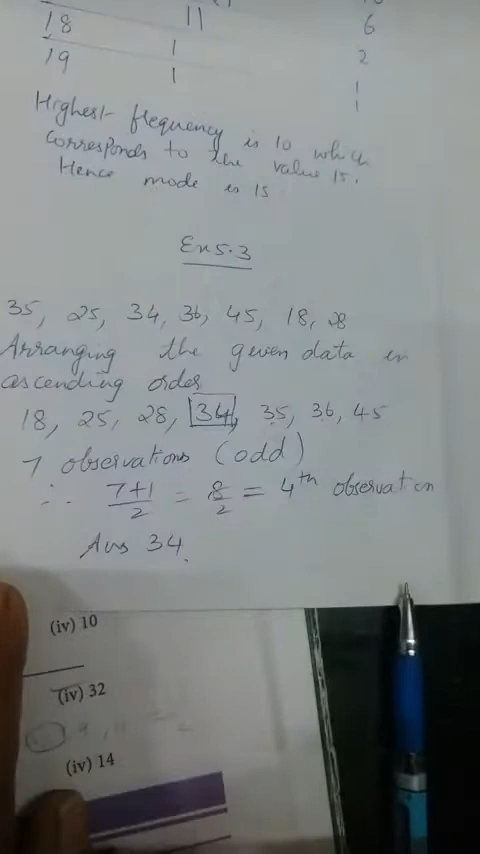 18 || 6
19 | 2
| |
|
Highest frequency is 10 which
corresponds to the value 15.
Hence mode is 15
Ex 5.3
35, 25, 34, 36, 45, 18, 28
Arranging the given data in
ascending order
18, 25, 28, 34, 35, 36, 45
7 observations (odd)
∴ 7+1/2 = 8/2 = 4th observation
Ans 34.
(iv) 10
(iv) 32
(iv) 14